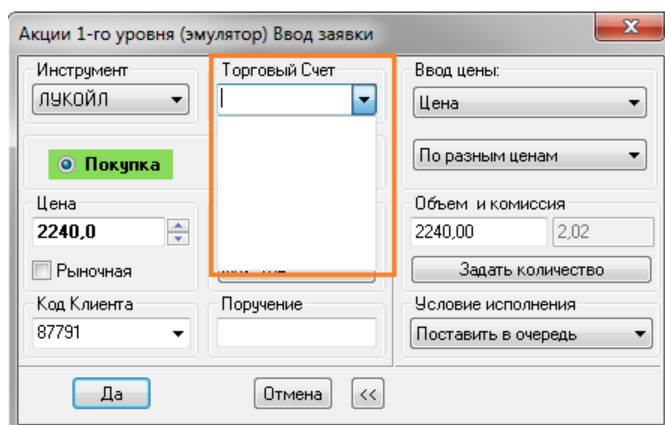 Акции 1-го уровня (эмулятор) Ввод заявки
Инструмент
Торговый Счет
Ввод цены:
ЛУКОЙЛ
Цена
Покупка
По разным ценам
Цена
Объем и комиссия
2240,0
2240,00
2,02
Рыночная
Задать количество
Код Клиента
Поручение
Условие исполнения
87791
Поставить в очередь
Да
Отмена
<<